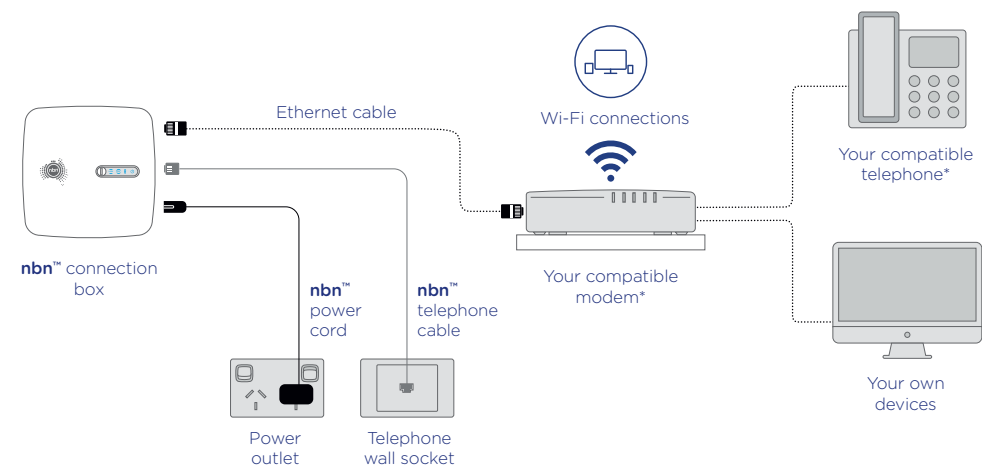 Ethernet cable
Wi-Fi connections
Your compatible
telephone*
nbn
nbn™ connection
box
nbn™
power
cord
nbn™
telephone
cable
Your compatible
modem*
Your own
devices
Power
outlet
Telephone
wall socket